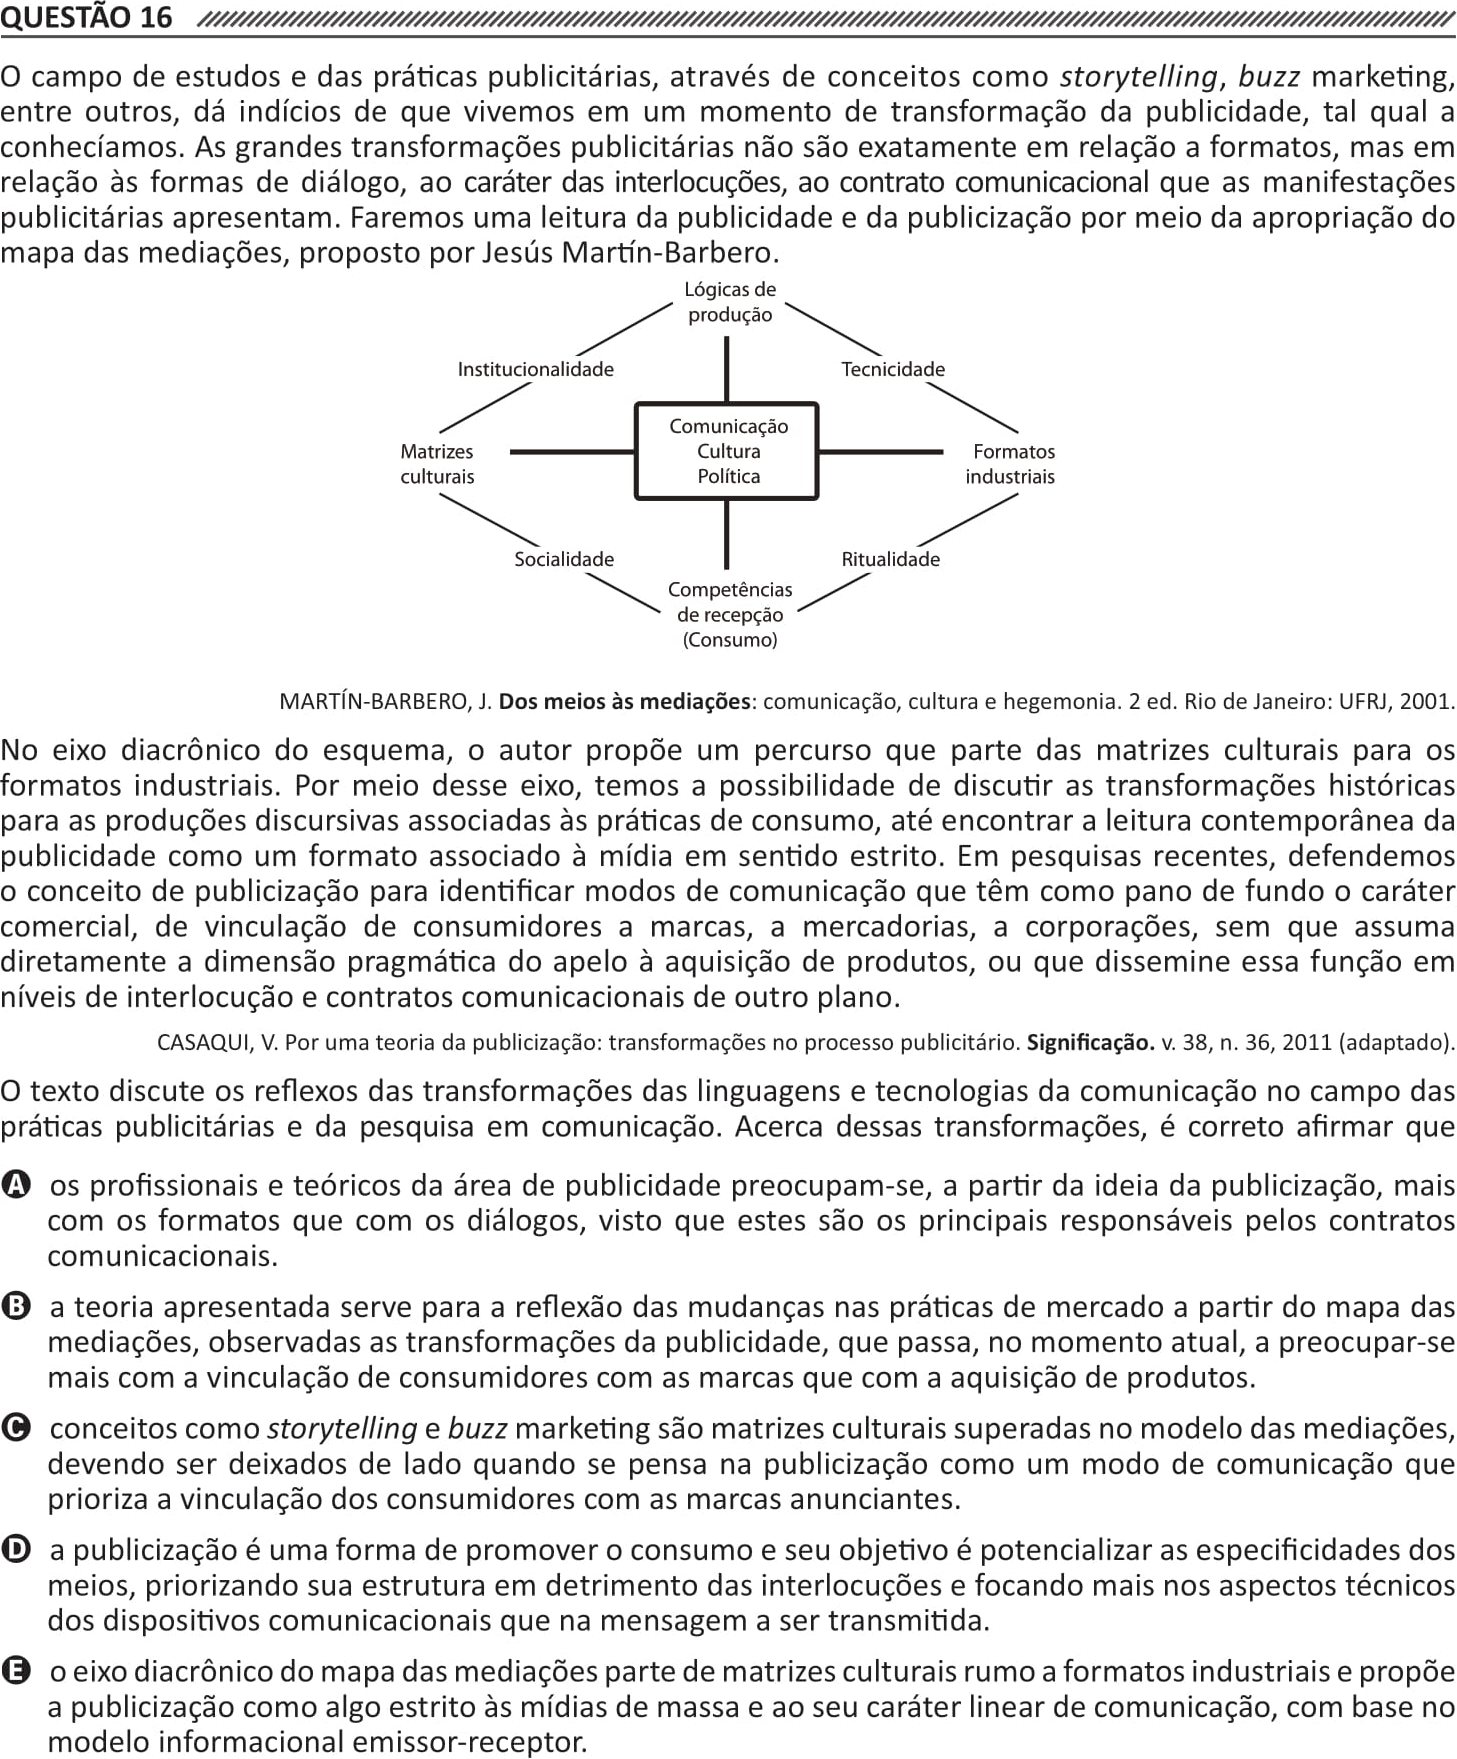 QUESTÃO 16
O campo de estudos e das práticas publicitárias, através de conceitos como storytelling, buzz marketing,
entre outros, dá indícios de que vivemos em um momento de transformação da publicidade, tal qual a
conhecíamos. As grandes transformações publicitárias não são exatamente em relação a formatos, mas em
relação às formas de diálogo, ao caráter das interlocuções, ao contrato comunicacional que as manifestações
publicitárias apresentam. Faremos uma leitura da publicidade e da publicização por meio da apropriação do
mapa das mediações, proposto por Jesús Martín-Barbero.
Lógicas de
produção
Institucionalidade
Tecnicidade
Comunicação
Cultura
Política
Matrizes
culturais
Formatos
industriais
Socialidade
Ritualidade
Competências
de recepção
(Consumo)
MARTÍN-BARBERO, J. Dos meios às mediações: comunicação, cultura e hegemonia. 2 ed. Rio de Janeiro: UFRJ, 2001.
No eixo diacrônico do esquema, o autor propõe um percurso que parte das matrizes culturais para os
formatos industriais. Por meio desse eixo, temos a possibilidade de discutir as transformações históricas
para as produções discursivas associadas às práticas de consumo, até encontrar a leitura contemporânea da
publicidade como um formato associado à mídia em sentido estrito. Em pesquisas recentes, defendemos
o conceito de publicização para identificar modos de comunicação que têm como pano de fundo o caráter
comercial, de vinculação de consumidores a marcas, a mercadorias, a corporações, sem que assuma
diretamente a dimensão pragmática do apelo à aquisição de produtos, ou que dissemine essa função em
níveis de interlocução e contratos comunicacionais de outro plano.
CASAQUI, V. Por uma teoria da publicização: transformações no processo publicitário. Significação. v. 38, n. 36, 2011 (adaptado).
O texto discute os reflexos das transformações das linguagens e tecnologias da comunicação no campo das
práticas publicitárias e da pesquisa em comunicação. Acerca dessas transformações, é correto afirmar que
A os profissionais e teóricos da área de publicidade preocupam-se, a partir da ideia da publicização, mais
com os formatos que com os diálogos, visto que estes são os principais responsáveis pelos contratos
comunicacionais.
B a teoria apresentada serve para a reflexão das mudanças nas práticas de mercado a partir do mapa das
mediações, observadas as transformações da publicidade, que passa, no momento atual, a preocupar-se
mais com a vinculação de consumidores com as marcas que com a aquisição de produtos.
C conceitos como storytelling e buzz marketing são matrizes culturais superadas no modelo das mediações,
devendo ser deixados de lado quando se pensa na publicização como um modo de comunicação que
prioriza a vinculação dos consumidores com as marcas anunciantes.
D a publicização é uma forma de promover o consumo e seu objetivo é potencializar as especificidades dos
meios, priorizando sua estrutura em detrimento das interlocuções e focando mais nos aspectos técnicos
dos dispositivos comunicacionais que na mensagem a ser transmitida.
E o eixo diacrônico do mapa das mediações parte de matrizes culturais rumo a formatos industriais e propõe
a publicização como algo estrito às mídias de massa e ao seu caráter linear de comunicação, com base no
modelo informacional emissor-receptor.